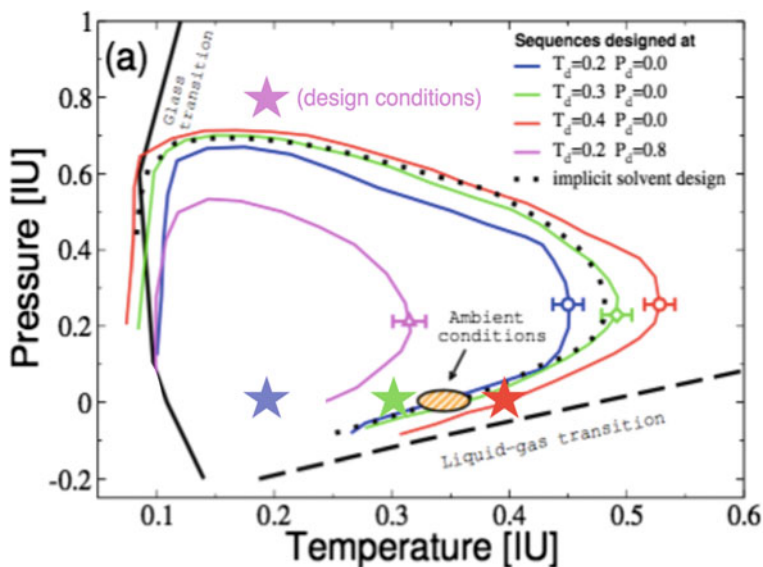 (a)
Glass
transition
(design conditions)
Sequences designed at
T_d=0.2 P_d=0.0
T_d=0.3 P_d=0.0
T_d=0.4 P_d=0.0
T_d=0.2 P_d=0.8
implicit solvent design
Ambient
conditions
Liquid-gas transition
Pressure [IU]
1
0.8
0.6
0.4
0.2
0
-0.2
0.1 0.2 0.3 0.4 0.5 0.6
Temperature [IU]